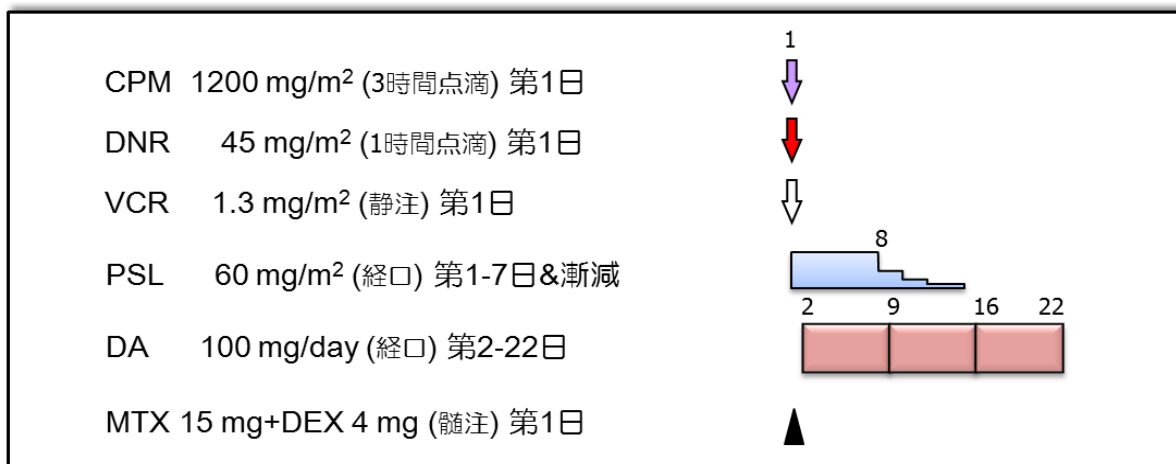 1
CPM 1200 mg/m² (3時間点滴) 第1日
DNR 45 mg/m² (1時間点滴) 第1日
VCR 1.3 mg/m² (静注) 第1日
8
PSL 60 mg/m² (経口) 第1-7日&漸減
2 9 16 22
DA 100 mg/day (経口) 第2-22日
MTX 15 mg+DEX 4 mg (髄注) 第1日